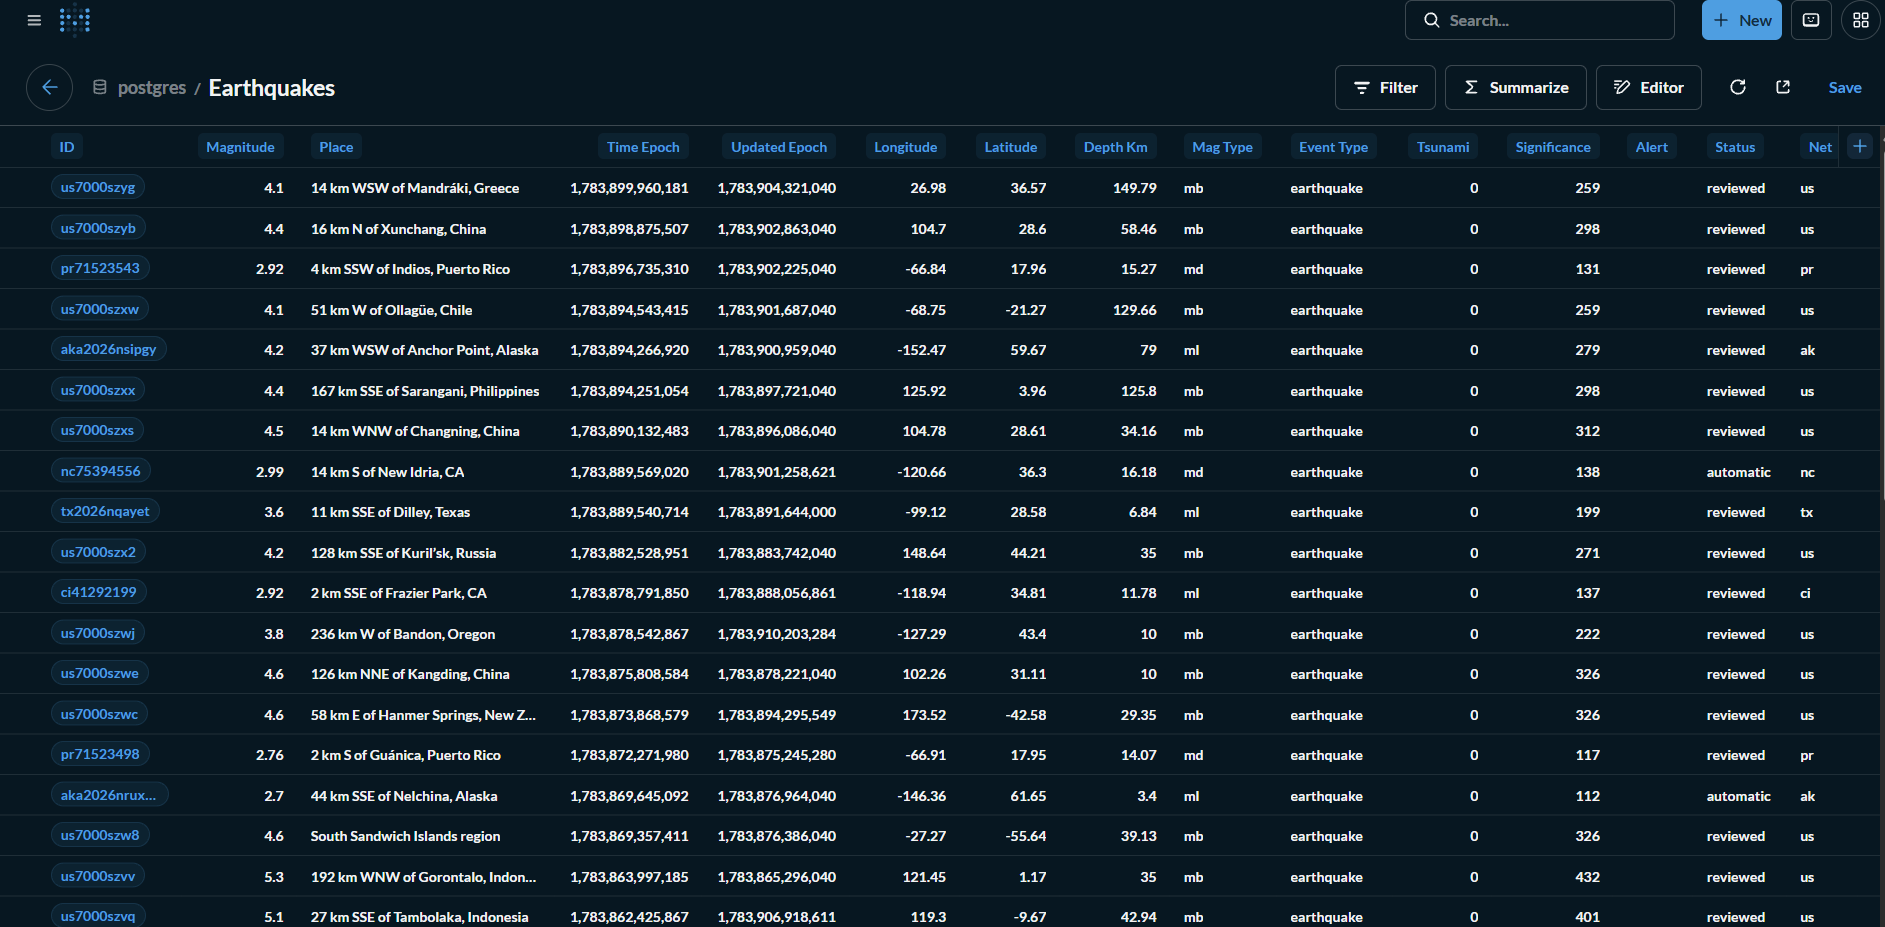 Search...
+ New
postgres / Earthquakes
Filter
Summarize
Editor
Save
ID Magnitude Place Time Epoch Updated Epoch Longitude Latitude Depth Km Mag Type Event Type Tsunami Significance Alert Status Net +
us7000szyg 4.1 14 km WSW of Mandráki, Greece 1,783,899,960,181 1,783,904,321,040 26.98 36.57 149.79 mb earthquake 0 259 reviewed us
us7000szyb 4.4 16 km N of Xunchang, China 1,783,898,875,507 1,783,902,863,040 104.7 28.6 58.46 mb earthquake 0 298 reviewed us
pr71523543 2.92 4 km SSW of Indios, Puerto Rico 1,783,896,735,310 1,783,902,225,040 -66.84 17.96 15.27 md earthquake 0 131 reviewed pr
us7000szxw 4.1 51 km W of Ollagüe, Chile 1,783,894,543,415 1,783,901,687,040 -68.75 -21.27 129.66 mb earthquake 0 259 reviewed us
aka2026nsipgy 4.2 37 km WSW of Anchor Point, Alaska 1,783,894,266,920 1,783,900,959,040 -152.47 59.67 79 ml earthquake 0 279 reviewed ak
us7000szxx 4.4 167 km SSE of Sarangani, Philippines 1,783,894,251,054 1,783,897,721,040 125.92 3.96 125.8 mb earthquake 0 298 reviewed us
us7000szxs 4.5 14 km WNW of Changning, China 1,783,890,132,483 1,783,896,086,040 104.78 28.61 34.16 mb earthquake 0 312 reviewed us
nc75394556 2.99 14 km S of New Idria, CA 1,783,889,569,020 1,783,901,258,621 -120.66 36.3 16.18 md earthquake 0 138 automatic nc
tx2026nqayet 3.6 11 km SSE of Dilley, Texas 1,783,889,540,714 1,783,891,644,000 -99.12 28.58 6.84 ml earthquake 0 199 reviewed tx
us7000szx2 4.2 128 km SSE of Kuril’sk, Russia 1,783,882,528,951 1,783,883,742,040 148.64 44.21 35 mb earthquake 0 271 reviewed us
ci41292199 2.92 2 km SSE of Frazier Park, CA 1,783,878,791,850 1,783,888,056,861 -118.94 34.81 11.78 ml earthquake 0 137 reviewed ci
us7000szwj 3.8 236 km W of Bandon, Oregon 1,783,878,542,867 1,783,910,203,284 -127.29 43.4 10 mb earthquake 0 222 reviewed us
us7000szwe 4.6 126 km NNE of Kangding, China 1,783,875,808,584 1,783,878,221,040 102.26 31.11 10 mb earthquake 0 326 reviewed us
us7000szwc 4.6 58 km E of Hanmer Springs, New Z... 1,783,873,868,579 1,783,894,295,549 173.52 -42.58 29.35 mb earthquake 0 326 reviewed us
pr71523498 2.76 2 km S of Guánica, Puerto Rico 1,783,872,271,980 1,783,875,245,280 -66.91 17.95 14.07 md earthquake 0 117 reviewed pr
aka2026nrux... 2.7 44 km SSE of Nelchina, Alaska 1,783,869,645,092 1,783,876,964,040 -146.36 61.65 3.4 ml earthquake 0 112 automatic ak
us7000szw8 4.6 South Sandwich Islands region 1,783,869,357,411 1,783,876,386,040 -27.27 -55.64 39.13 mb earthquake 0 326 reviewed us
us7000szvv 5.3 192 km WNW of Gorontalo, Indon... 1,783,863,997,185 1,783,865,296,040 121.45 1.17 35 mb earthquake 0 432 reviewed us
us7000szvq 5.1 27 km SSE of Tambolaka, Indonesia 1,783,862,425,867 1,783,906,918,611 119.3 -9.67 42.94 mb earthquake 0 401 reviewed us